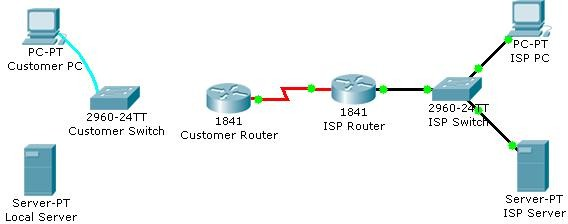 PC-PT
Customer PC
2960-24TT
Customer Switch
Server-PT
Local Server
1841
Customer Router
1841
ISP Router
2960-24TT
ISP Switch
PC-PT
ISP PC
Server-PT
ISP Server